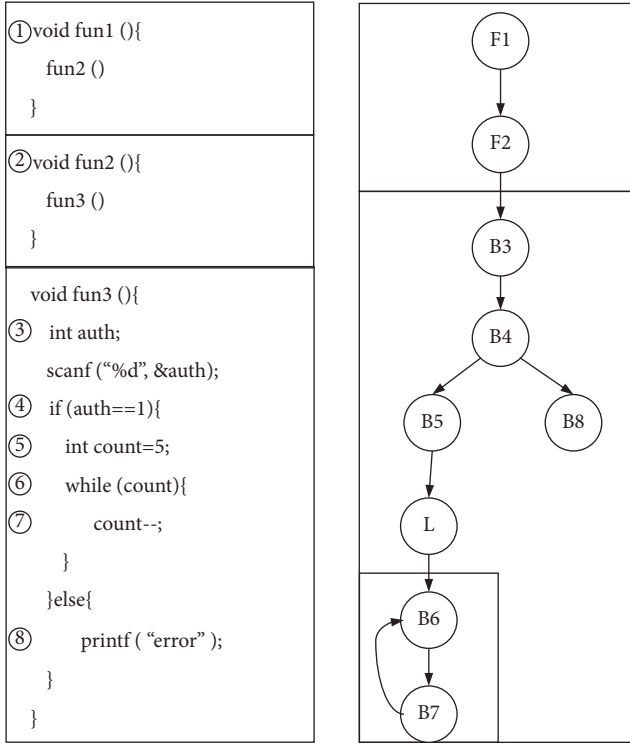 ①void fun1 (){
fun2 ()
}
②void fun2 (){
fun3 ()
}
void fun3 (){
③ int auth;
scanf (“%d”, &auth);
④ if (auth==1){
⑤ int count=5;
⑥ while (count){
⑦ count--;
}
}else{
⑧ printf ( “error” );
}
}
F1
F2
B3
B4
B5 B8
L
B6
B7